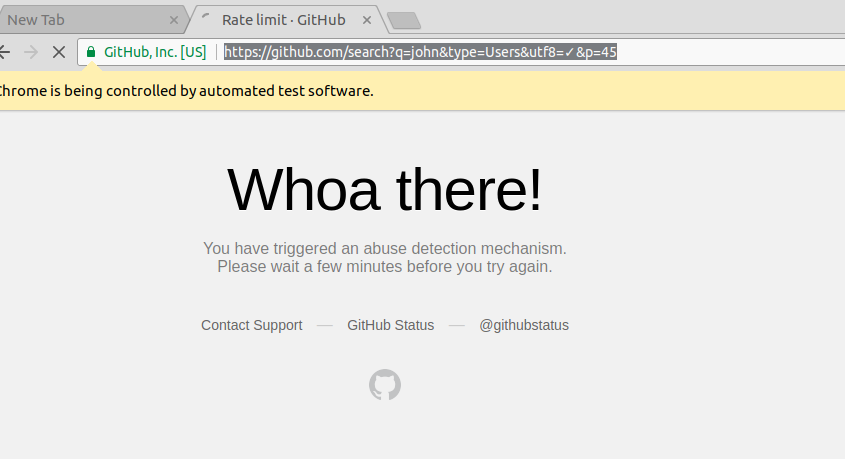 New Tab
Rate limit · GitHub
GitHub, Inc. [US]
https://github.com/search?q=john&type=Users&utf8=✓&p=45
Chrome is being controlled by automated test software.
Whoa there!
You have triggered an abuse detection mechanism.
Please wait a few minutes before you try again.
Contact Support — GitHub Status — @githubstatus